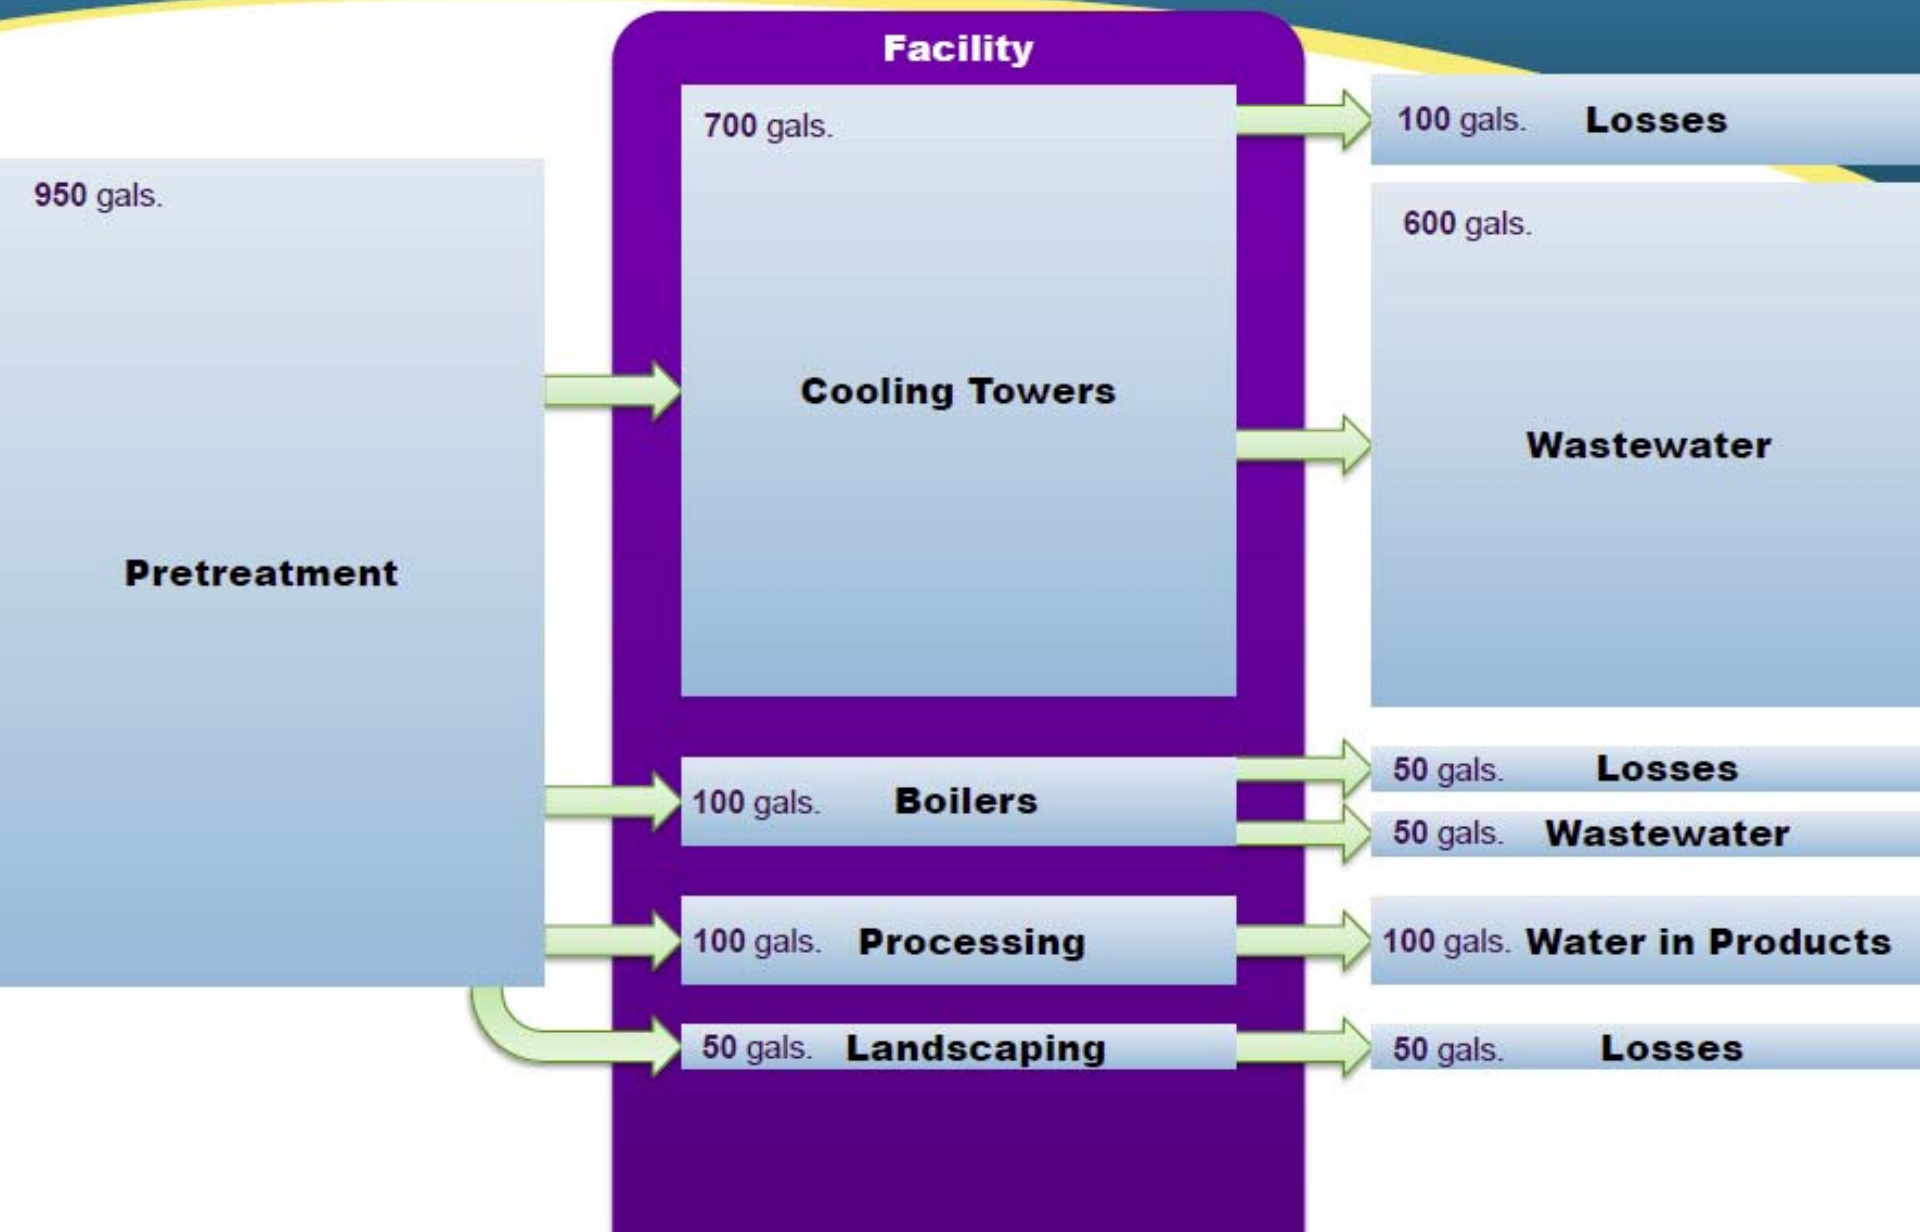 Facility
950 gals.
Pretreatment
700 gals.
Cooling Towers
100 gals. Losses
600 gals.
Wastewater
100 gals. Boilers
50 gals. Losses
50 gals. Wastewater
100 gals. Processing
100 gals. Water in Products
50 gals. Landscaping
50 gals. Losses